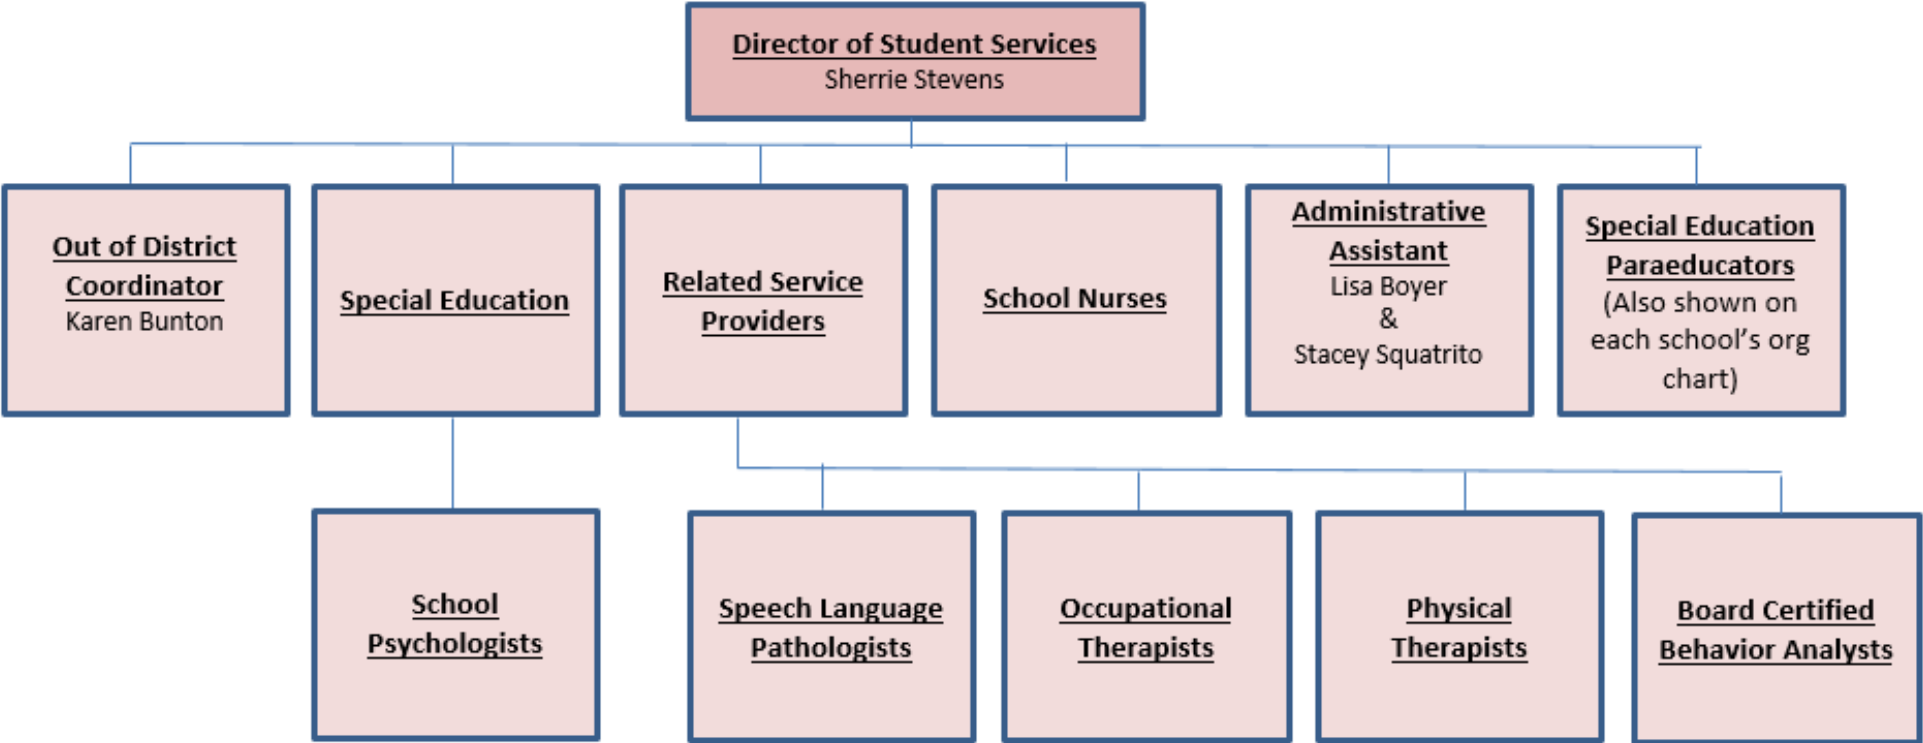 Director of Student Services
Sherrie Stevens
Out of District
Coordinator
Karen Bunton
Special Education
Related Service
Providers
School Nurses
Administrative
Assistant
Lisa Boyer
&
Stacey Squatrito
Special Education
Paraeducators
(Also shown on
each school’s org
chart)
School
Psychologists
Speech Language
Pathologists
Occupational
Therapists
Physical
Therapists
Board Certified
Behavior Analysts